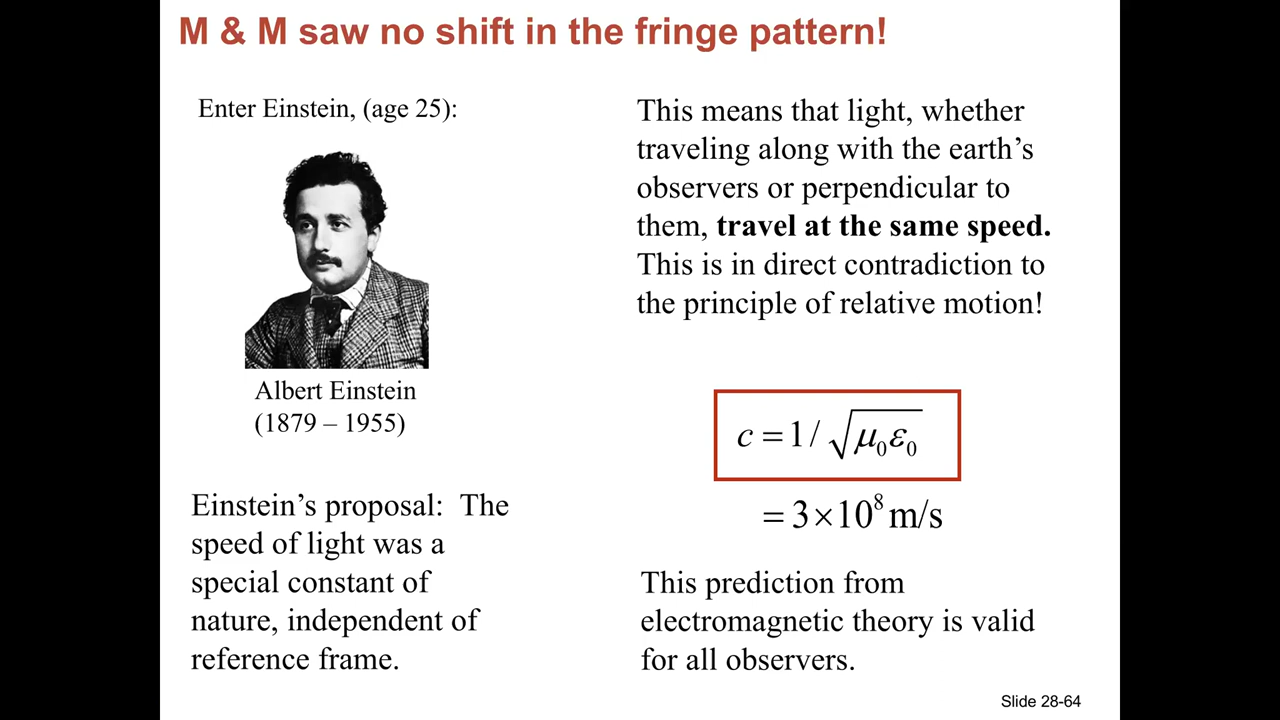 M & M saw no shift in the fringe pattern!
Enter Einstein, (age 25):
Albert Einstein
(1879 – 1955)
Einstein’s proposal:  The
speed of light was a
special constant of
nature, independent of
reference frame.
This means that light, whether
traveling along with the earth’s
observers or perpendicular to
them, travel at the same speed.
This is in direct contradiction to
the principle of relative motion!
c = 1 / √μ₀ε₀
= 3×10⁸ m/s
This prediction from
electromagnetic theory is valid
for all observers.
Slide 28-64